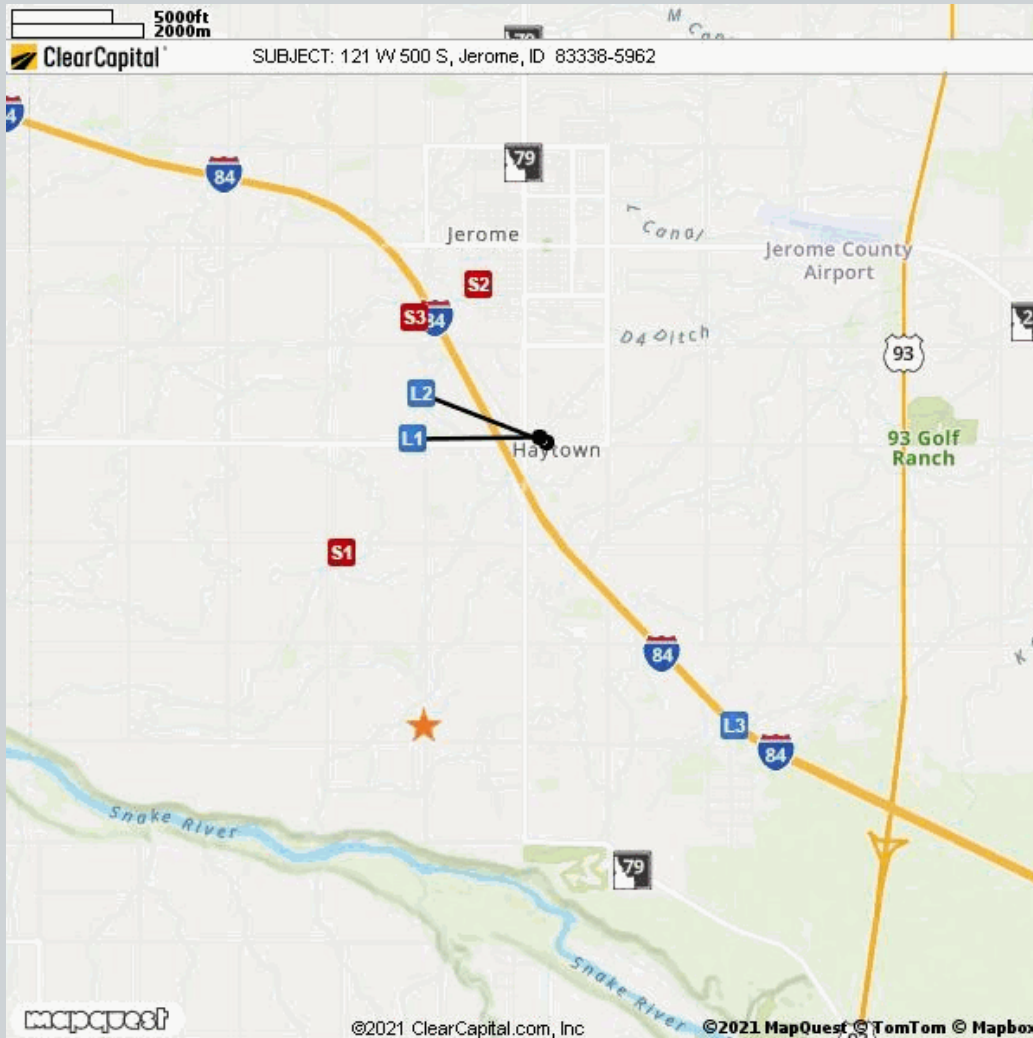 5000ft
2000m
ClearCapital
SUBJECT: 121 W 500 S, Jerome, ID 83338-5962
84
79
Jerome
Canal
Jerome County
Airport
S2
S3
84
D4 Ditch
93
L2
L1
Haytown
93 Golf
Ranch
S1
84
L3
84
Snake River
79
Snake River
mapquest
©2021 ClearCapital.com, Inc
©2021 MapQuest © TomTom © Mapbox